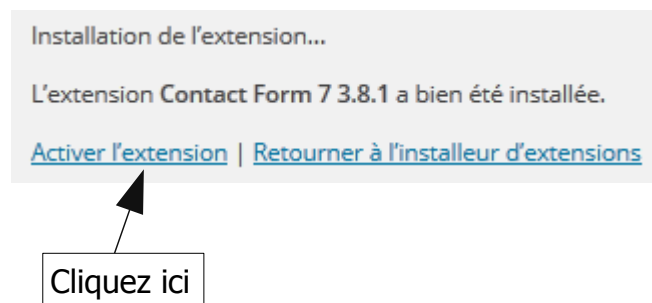 Installation de l'extension...
L'extension Contact Form 7 3.8.1 a bien été installée.
Activer l'extension | Retourner à l'installeur d'extensions
Cliquez ici